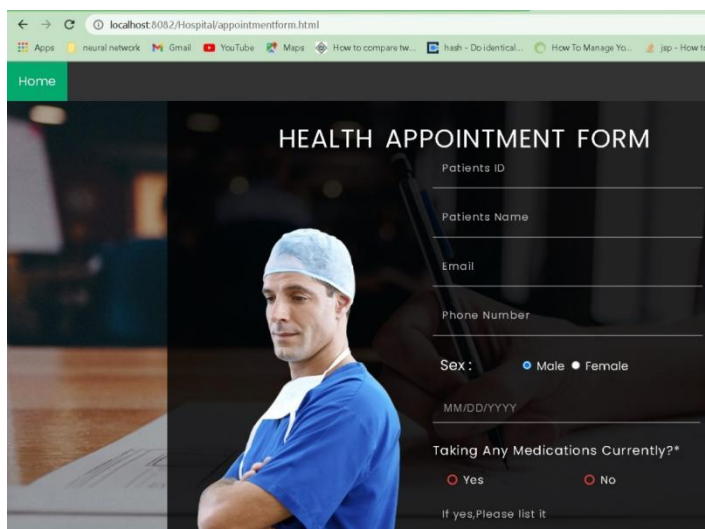 localhost:8082/Hospital/appointmentform.html
Apps neural network Gmail YouTube Maps How to compare tw... hash - Do identical... How To Manage Yo... jsp - How
Home
HEALTH APPOINTMENT FORM
Patients ID
Patients Name
Email
Phone Number
Sex : Male Female
MM/DD/YYYY
Taking Any Medications Currently?*
Yes No
If yes,Please list it